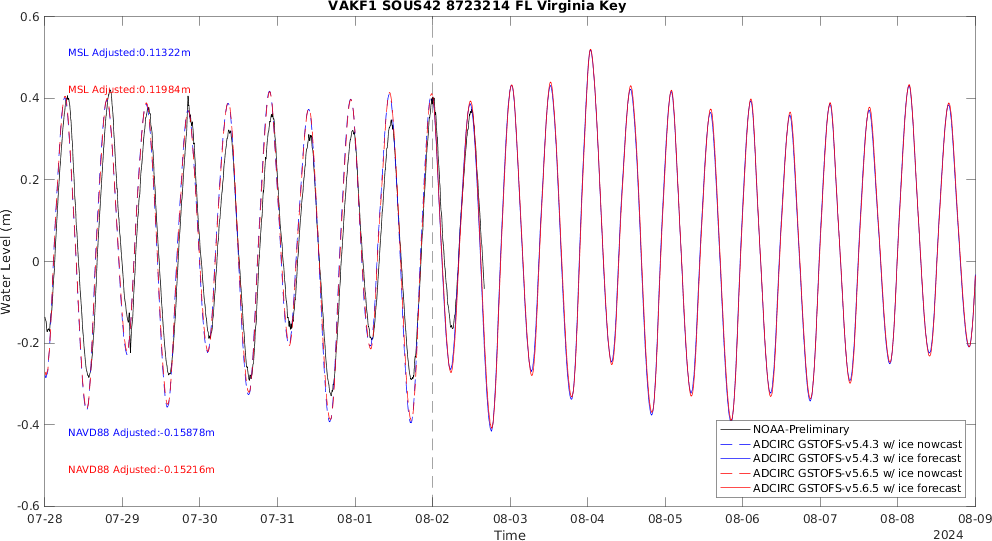 VAKF1 SOUS42 8723214 FL Virginia Key
0.6
MSL Adjusted:0.11322m
MSL Adjusted:0.11984m
0.4
0.2
0
-0.2
-0.4
-0.6
Water Level (m)
NAVD88 Adjusted:-0.15878m
NAVD88 Adjusted:-0.15216m
NOAA-Preliminary
ADCIRC GSTOFS-v5.4.3 w/ ice nowcast
ADCIRC GSTOFS-v5.4.3 w/ ice forecast
ADCIRC GSTOFS-v5.6.5 w/ ice nowcast
ADCIRC GSTOFS-v5.6.5 w/ ice forecast
07-28 07-29 07-30 07-31 08-01 08-02 08-03 08-04 08-05 08-06 08-07 08-08 08-09
Time
2024